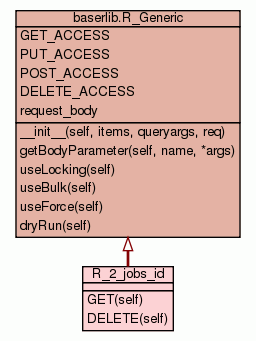 baserlib.R_Generic
GET_ACCESS
PUT_ACCESS
POST_ACCESS
DELETE_ACCESS
request_body
__init__(self, items, queryargs, req)
getBodyParameter(self, name, *args)
useLocking(self)
useBulk(self)
useForce(self)
dryRun(self)
R_2_jobs_id
GET(self)
DELETE(self)